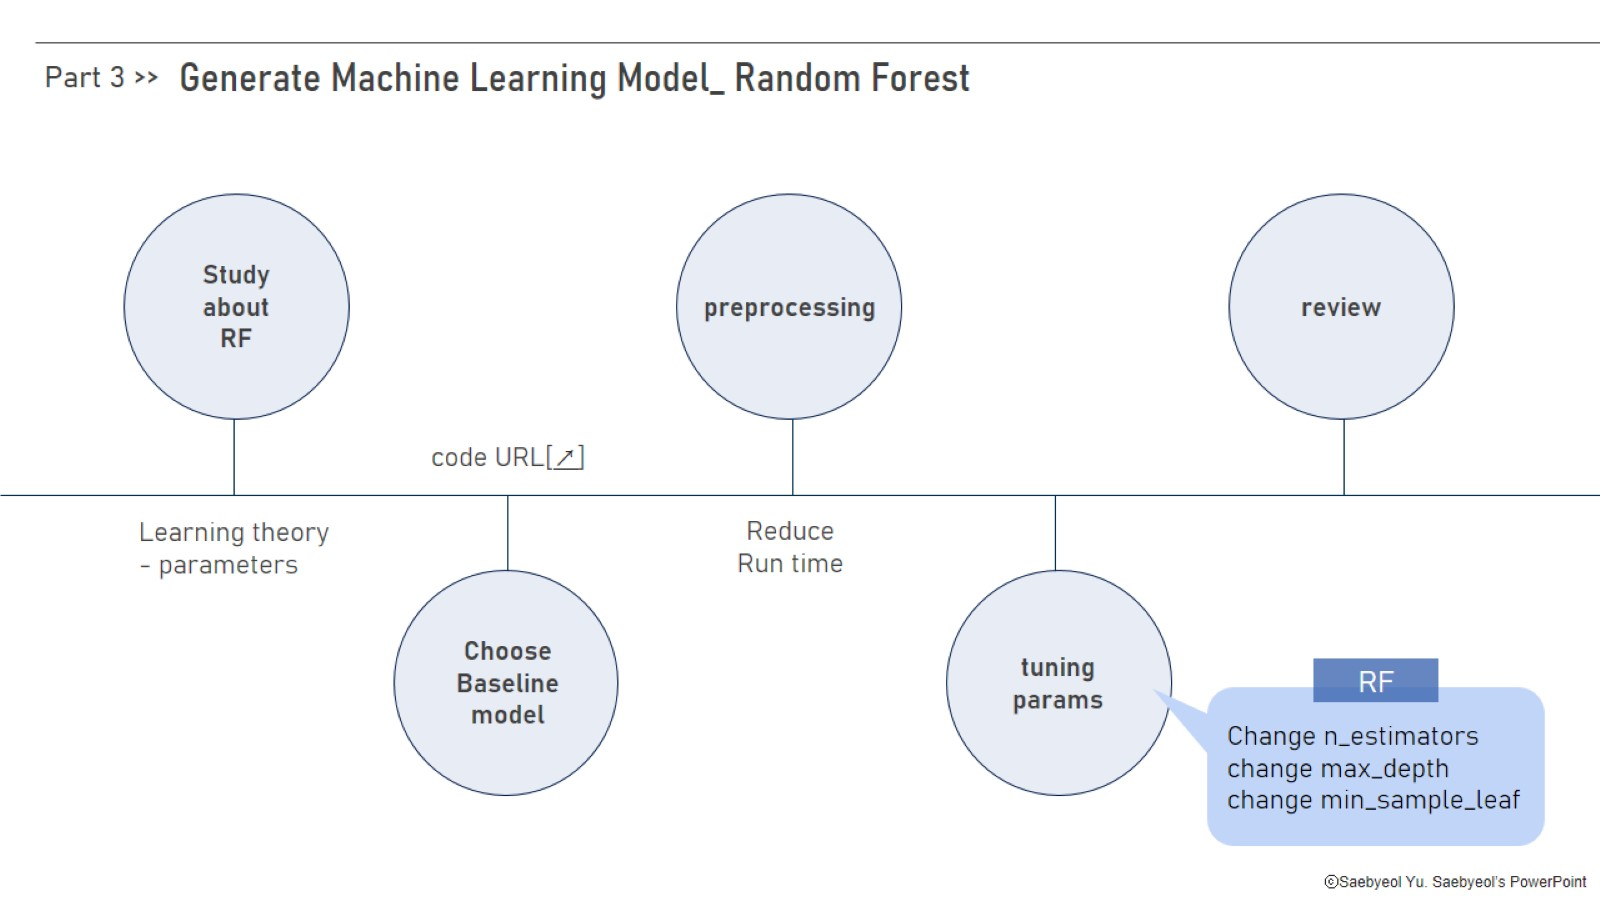 Part 3 >> Generate Machine Learning Model_ Random Forest
Study
about
RF
preprocessing
review
code URL[↗]
Learning theory
- parameters
Reduce
Run time
Choose
Baseline
model
tuning
params
RF
Change n_estimators
change max_depth
change min_sample_leaf
ⓒSaebyeol Yu. Saebyeol's PowerPoint